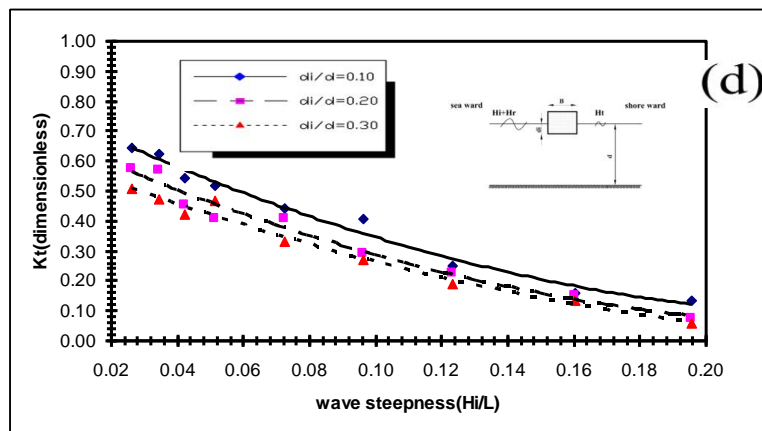 1.00
0.90
0.80
0.70
0.60
0.50
0.40
0.30
0.20
0.10
0.00
Kt(dimensionless)
di/d=0.10
di/d=0.20
di/d=0.30
(d)
B
sea ward
Hi+Hr
Ht
shore ward
di
d
0.02 0.04 0.06 0.08 0.10 0.12 0.14 0.16 0.18 0.20
wave steepness(Hi/L)